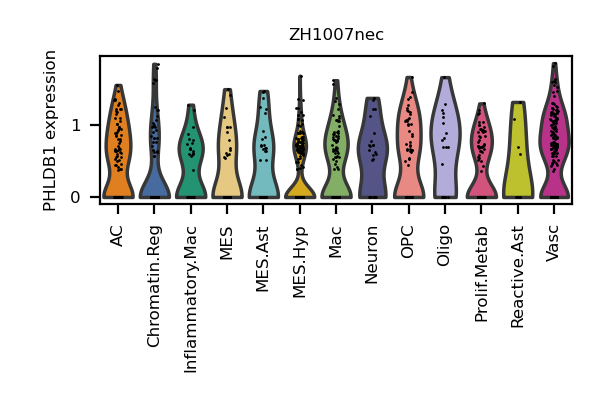 ZH1007nec
PHLDB1 expression
1
0
AC
Chromatin.Reg
Inflammatory.Mac
MES
MES.Ast
MES.Hyp
Mac
Neuron
OPC
Oligo
Prolif.Metab
Reactive.Ast
Vasc